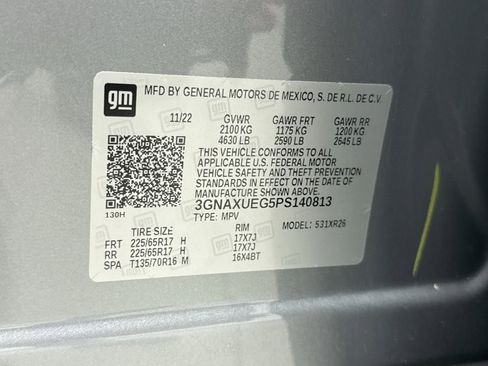 gm MFD BY GENERAL MOTORS DE MEXICO, S. DE R.L. DE C.V.
11/22 GVWR GAWR FRT GAWR RR
2100 KG 1175 KG 1200 KG
4630 LB 2590 LB 2645 LB
THIS VEHICLE CONFORMS TO ALL
APPLICABLE U.S. FEDERAL MOTOR
VEHICLE SAFETY AND THEFT
PREVENTION STANDARDS IN EFFECT
ON THE DATE OF MANUFACTURE
SHOWN ABOVE.
3GNAXUEG5PS140813
130H TYPE: MPV MODEL: 531XR26
TIRE SIZE RIM
FRT 225/65R17 H 17X7J
RR 225/65R17 H 17X7J
SPA T135/70R16 M 16X4BT